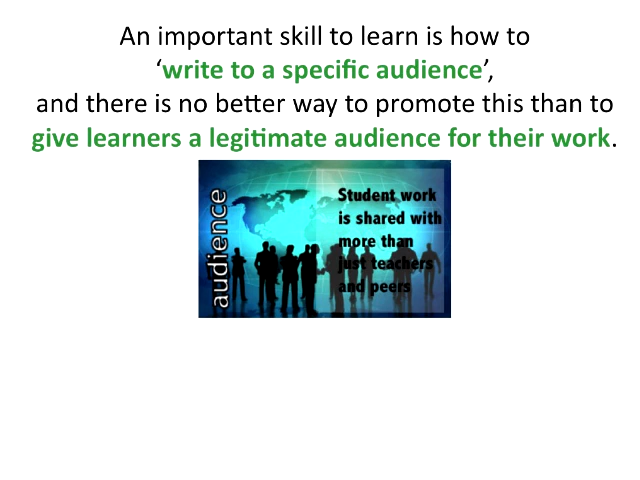 An important skill to learn is how to
‘write to a specific audience’,
and there is no better way to promote this than to
give learners a legitimate audience for their work.
audience
Student work
is shared with
more than
just teachers
and peers